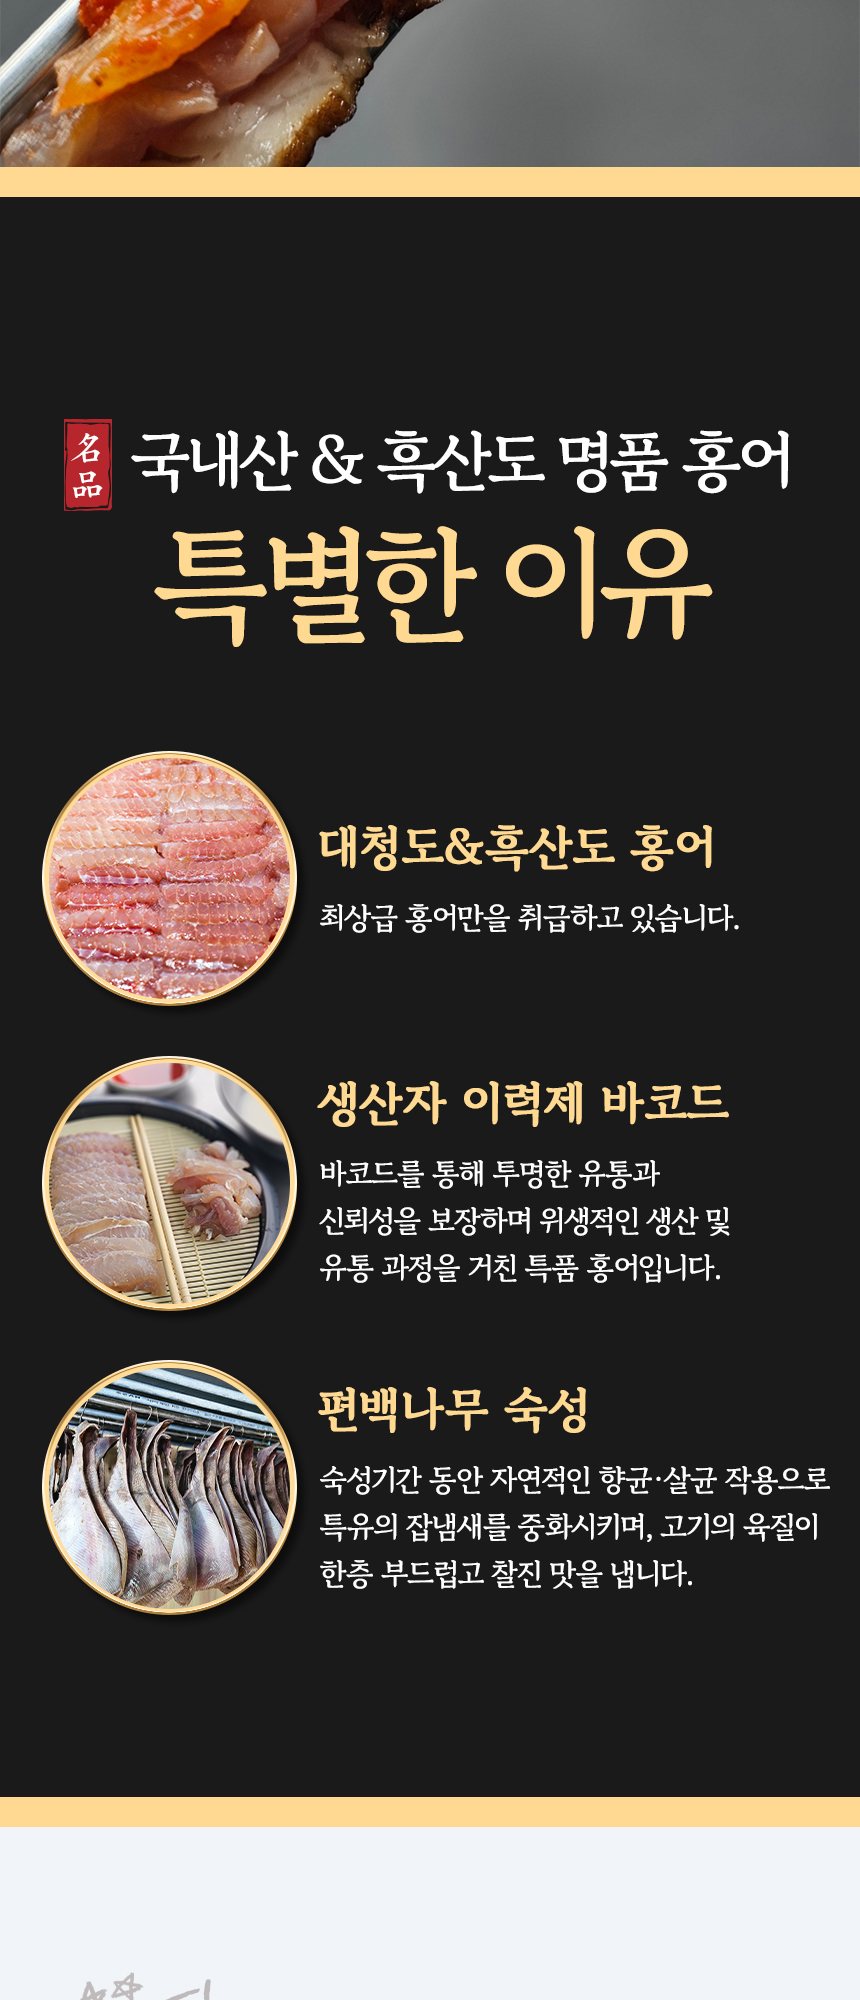 名品
국내산 & 흑산도 명품 홍어
특별한 이유
대청도&흑산도 홍어
최상급 홍어만을 취급하고 있습니다.
생산자 이력제 바코드
바코드를 통해 투명한 유통과
신뢰성을 보장하며 위생적인 생산 및
유통 과정을 거친 특품 홍어입니다.
편백나무 숙성
숙성기간 동안 자연적인 향균·살균 작용으로
특유의 잡냄새를 중화시키며, 고기의 육질이
한층 부드럽고 찰진 맛을 냅니다.